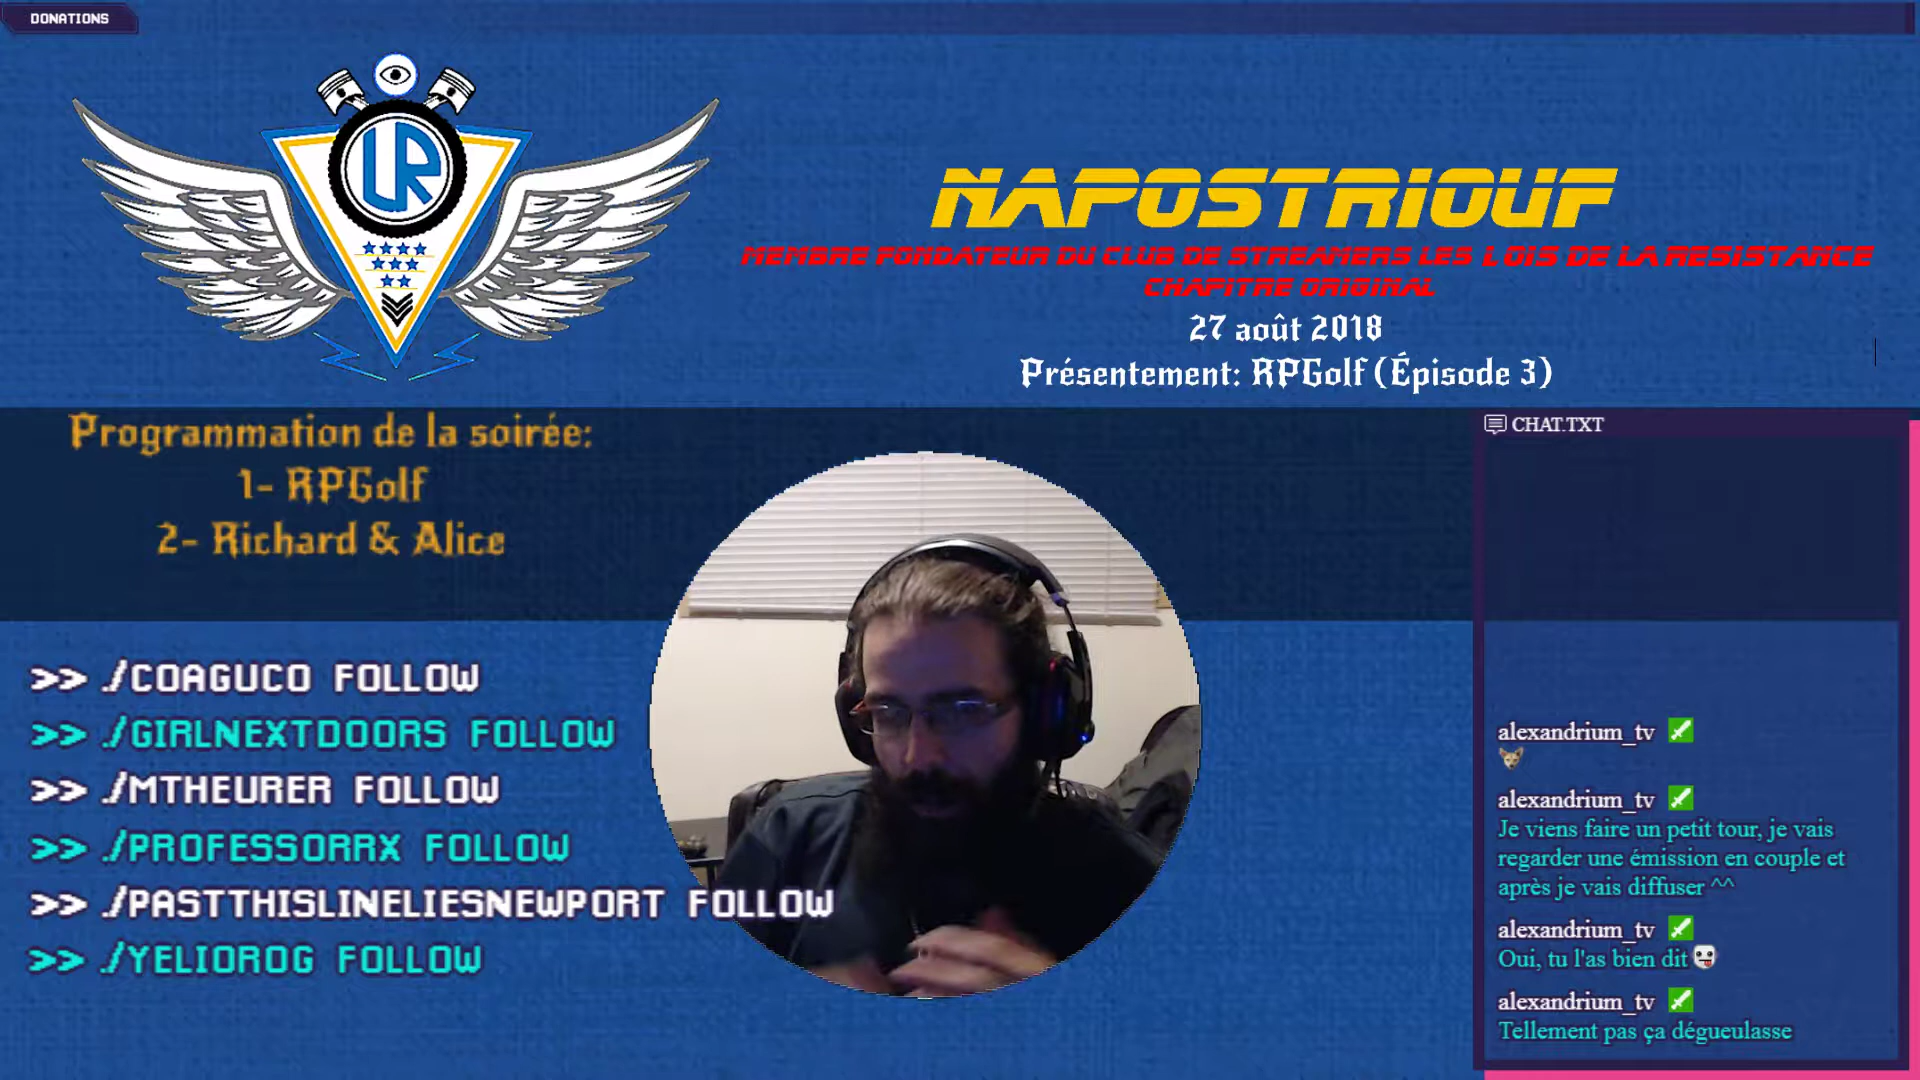 DONATIONS
LR
NAPOSTRIOUF
MEMBRE FONDATEUR DU CLUB DE STREAMERS LES LOIS DE LA RESISTANCE
CHAPITRE ORIGINAL
27 août 2018
Présentement: RPGolf (Épisode 3)
Programmation de la soirée:
1- RPGolf
2- Richard & Alice
>> ./COAGUCO FOLLOW
>> ./GIRLNEXTDOORS FOLLOW
>> ./MTHEURER FOLLOW
>> ./PROFESSORRX FOLLOW
>> ./PASTTHISLINELIESNEWPORT FOLLOW
>> ./YELIOROG FOLLOW
CHAT.TXT
alexandrium_tv
alexandrium_tv
Je viens faire un petit tour, je vais
regarder une émission en couple et
après je vais diffuser ^^
alexandrium_tv
Oui, tu l'as bien dit
alexandrium_tv
Tellement pas ça dégueulasse